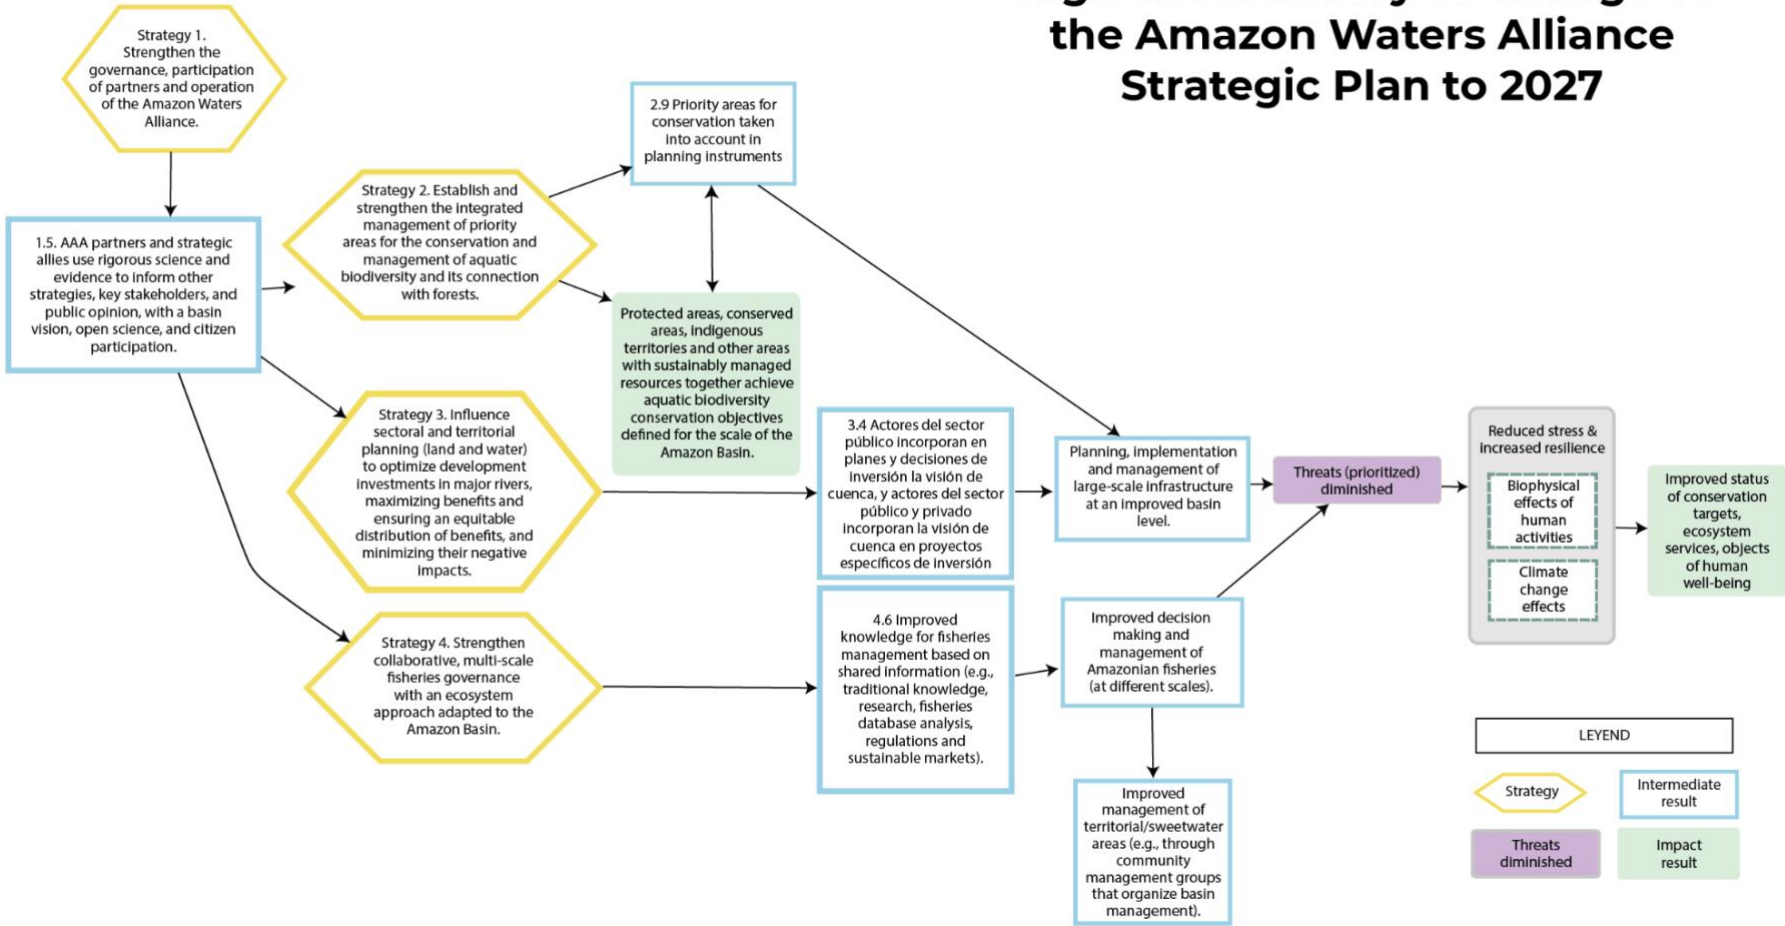 the Amazon Waters Alliance
Strategic Plan to 2027
Strategy 1.
Strengthen the
governance, participation
of partners and operation
of the Amazon Waters
Alliance.
1.5. AAA partners and strategic
allies use rigorous science and
evidence to inform other
strategies, key stakeholders, and
public opinion, with a basin
vision, open science, and citizen
participation.
Strategy 2. Establish and
strengthen the integrated
management of priority
areas for the conservation and
management of aquatic
biodiversity and its connection
with forests.
2.9 Priority areas for
conservation taken
into account in
planning instruments
Protected areas, conserved
areas, indigenous
territories and other areas
with sustainably managed
resources together achieve
aquatic biodiversity
conservation objectives
defined for the scale of the
Amazon Basin.
Strategy 3. Influence
sectoral and territorial
planning (land and water)
to optimize development
investments in major rivers,
maximizing benefits and
ensuring an equitable
distribution of benefits, and
minimizing their negative
impacts.
3.4 Actores del sector
público incorporan en
planes y decisiones de
inversión la visión de
cuenca, y actores del sector
público y privado
incorporan la visión de
cuenca en proyectos
específicos de inversión
Planning, implementation
and management of
large-scale infrastructure
at an improved basin
level.
Threats (prioritized)
diminished
Reduced stress &
increased resilience
Biophysical
effects of
human
activities
Climate
change
effects
Improved status
of conservation
targets,
ecosystem
services, objects
of human
well-being
Strategy 4. Strengthen
collaborative, multi-scale
fisheries governance
with an ecosystem
approach adapted to the
Amazon Basin.
4.6 Improved
knowledge for fisheries
management based on
shared information (e.g.,
traditional knowledge,
research, fisheries
database analysis,
regulations and
sustainable markets).
Improved decision
making and
management of
Amazonian fisheries
(at different scales).
Improved
management of
territorial/sweetwater
areas (e.g., through
community
management groups
that organize basin
management).
LEYEND
Strategy
Intermediate
result
Threats
diminished
Impact
result